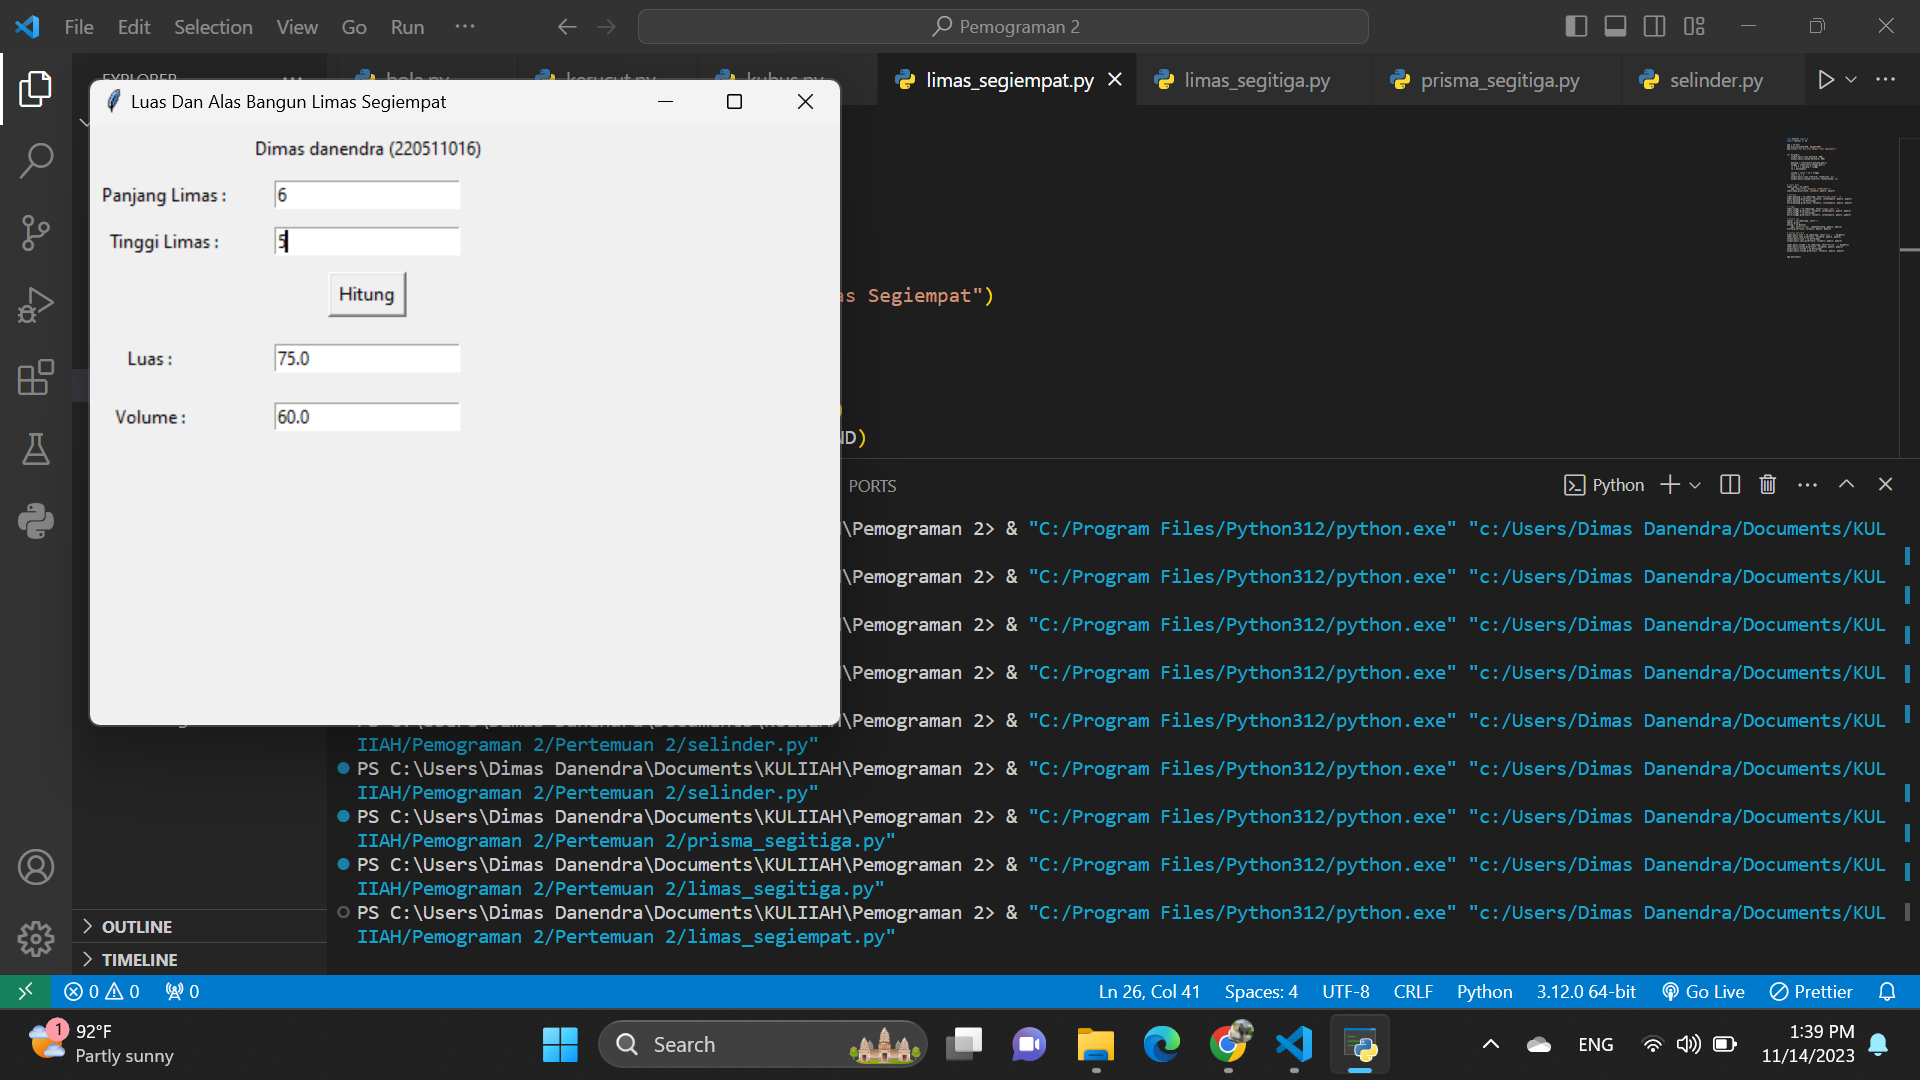 File Edit Selection View Go Run ···
Pemograman 2
limas_segiempat.py
limas_segitiga.py
prisma_segitiga.py
selinder.py
Luas Dan Alas Bangun Limas Segiempat
Dimas danendra (220511016)
Panjang Limas : 6
Tinggi Limas : 5
Hitung
Luas : 75.0
Volume : 60.0
as Segiempat")
)
ND)
PORTS
Python
\Pemograman 2> & "C:/Program Files/Python312/python.exe" "c:/Users/Dimas Danendra/Documents/KUL
\Pemograman 2> & "C:/Program Files/Python312/python.exe" "c:/Users/Dimas Danendra/Documents/KUL
\Pemograman 2> & "C:/Program Files/Python312/python.exe" "c:/Users/Dimas Danendra/Documents/KUL
\Pemograman 2> & "C:/Program Files/Python312/python.exe" "c:/Users/Dimas Danendra/Documents/KUL
\Pemograman 2> & "C:/Program Files/Python312/python.exe" "c:/Users/Dimas Danendra/Documents/KUL
IIAH/Pemograman 2/Pertemuan 2/selinder.py"
PS C:\Users\Dimas Danendra\Documents\KULIIAH\Pemograman 2> & "C:/Program Files/Python312/python.exe" "c:/Users/Dimas Danendra/Documents/KUL
IIAH/Pemograman 2/Pertemuan 2/selinder.py"
PS C:\Users\Dimas Danendra\Documents\KULIIAH\Pemograman 2> & "C:/Program Files/Python312/python.exe" "c:/Users/Dimas Danendra/Documents/KUL
IIAH/Pemograman 2/Pertemuan 2/prisma_segitiga.py"
PS C:\Users\Dimas Danendra\Documents\KULIIAH\Pemograman 2> & "C:/Program Files/Python312/python.exe" "c:/Users/Dimas Danendra/Documents/KUL
IIAH/Pemograman 2/Pertemuan 2/limas_segitiga.py"
PS C:\Users\Dimas Danendra\Documents\KULIIAH\Pemograman 2> & "C:/Program Files/Python312/python.exe" "c:/Users/Dimas Danendra/Documents/KUL
IIAH/Pemograman 2/Pertemuan 2/limas_segiempat.py"
OUTLINE
TIMELINE
0 0 0 Ln 26, Col 41 Spaces: 4 UTF-8 CRLF Python 3.12.0 64-bit Go Live Prettier
1 92°F
Partly sunny
Search
ENG
1:39 PM
11/14/2023